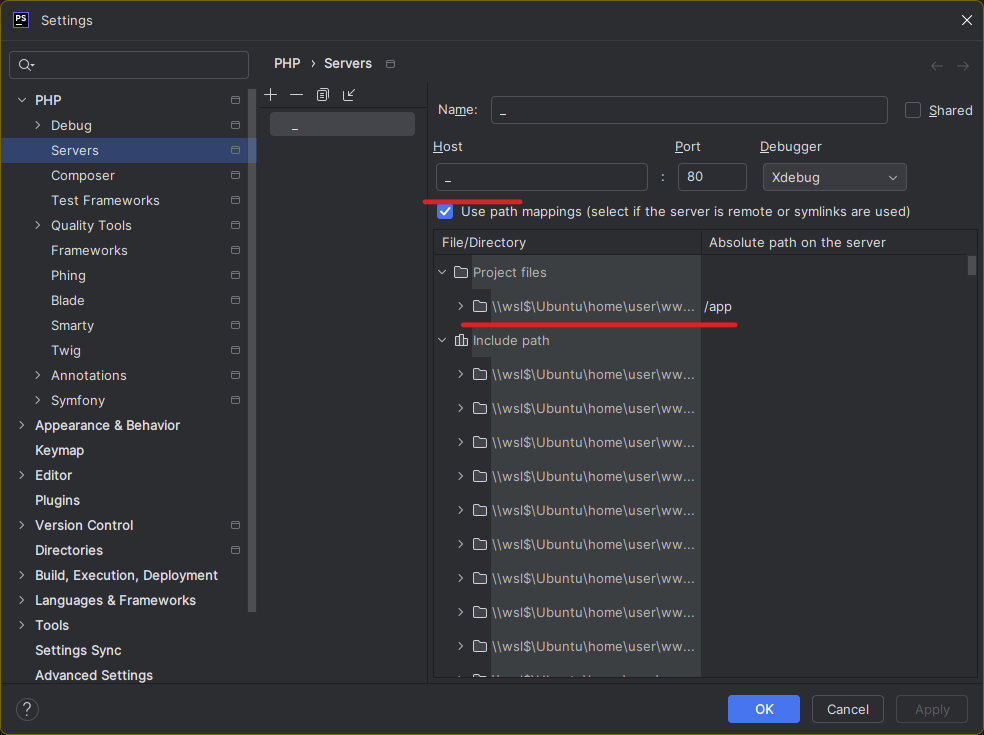 PS Settings
PHP › Servers
PHP
Debug
Servers
Composer
Test Frameworks
Quality Tools
Frameworks
Phing
Blade
Smarty
Twig
Annotations
Symfony
Appearance & Behavior
Keymap
Editor
Plugins
Version Control
Directories
Build, Execution, Deployment
Languages & Frameworks
Tools
Settings Sync
Advanced Settings
_
Name: _ Shared
Host Port Debugger
_ : 80 Xdebug
Use path mappings (select if the server is remote or symlinks are used)
File/Directory Absolute path on the server
Project files
\\wsl$\Ubuntu\home\user\ww... /app
Include path
\\wsl$\Ubuntu\home\user\ww...
\\wsl$\Ubuntu\home\user\ww...
\\wsl$\Ubuntu\home\user\ww...
\\wsl$\Ubuntu\home\user\ww...
\\wsl$\Ubuntu\home\user\ww...
\\wsl$\Ubuntu\home\user\ww...
\\wsl$\Ubuntu\home\user\ww...
\\wsl$\Ubuntu\home\user\ww...
\\wsl$\Ubuntu\home\user\ww...
? OK Cancel Apply